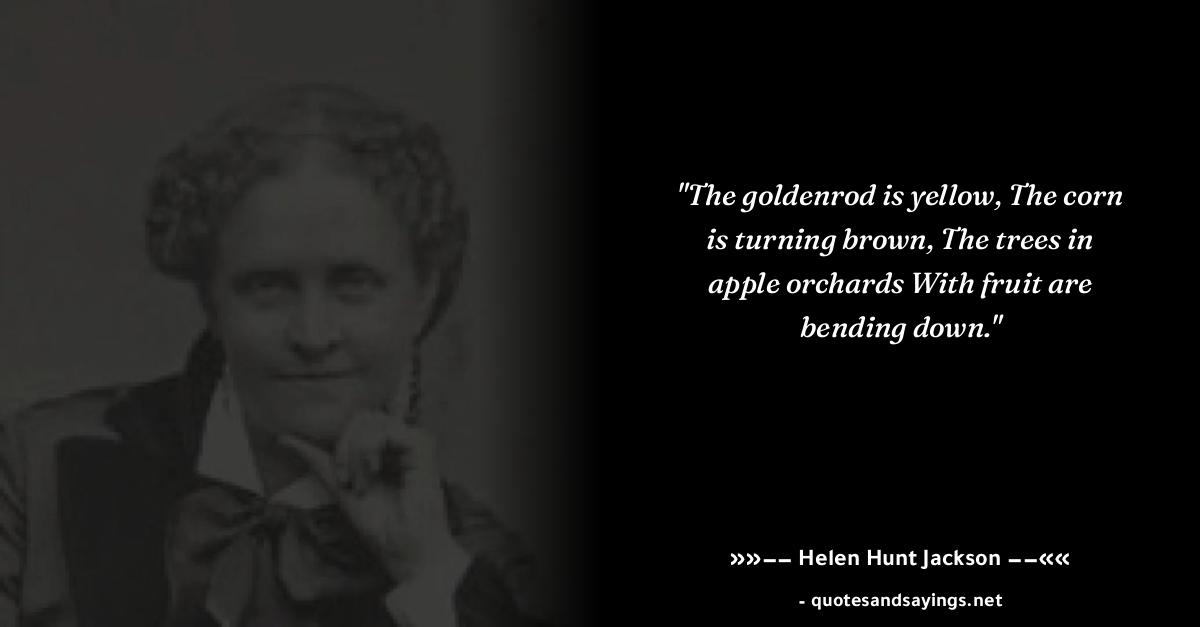 "The goldenrod is yellow, The corn
is turning brown, The trees in
apple orchards With fruit are
bending down."
»»–– Helen Hunt Jackson ––««
- quotesandsayings.net